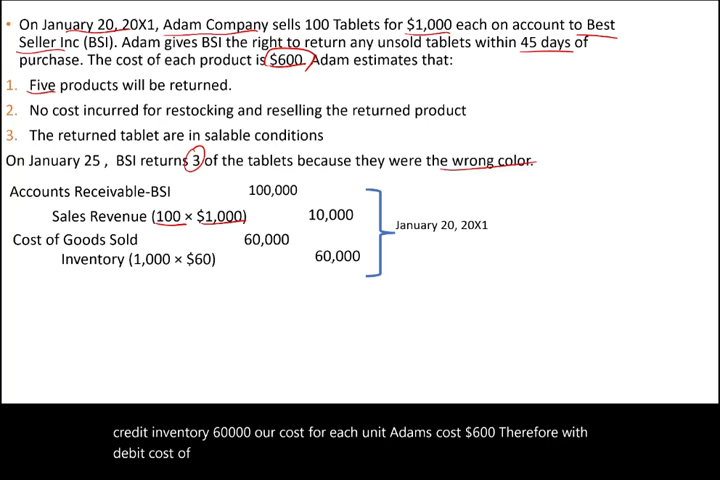 • On January 20, 20X1, Adam Company sells 100 Tablets for $1,000 each on account to Best
Seller Inc (BSI). Adam gives BSI the right to return any unsold tablets within 45 days of
purchase. The cost of each product is $600. Adam estimates that:
1. Five products will be returned.
2. No cost incurred for restocking and reselling the returned product
3. The returned tablet are in salable conditions
On January 25 , BSI returns 3 of the tablets because they were the wrong color.
Accounts Receivable-BSI 100,000
Sales Revenue (100 × $1,000) 10,000
Cost of Goods Sold 60,000
Inventory (1,000 × $60) 60,000
January 20, 20X1
credit inventory 60000 our cost for each unit Adams cost $600 Therefore with
debit cost of